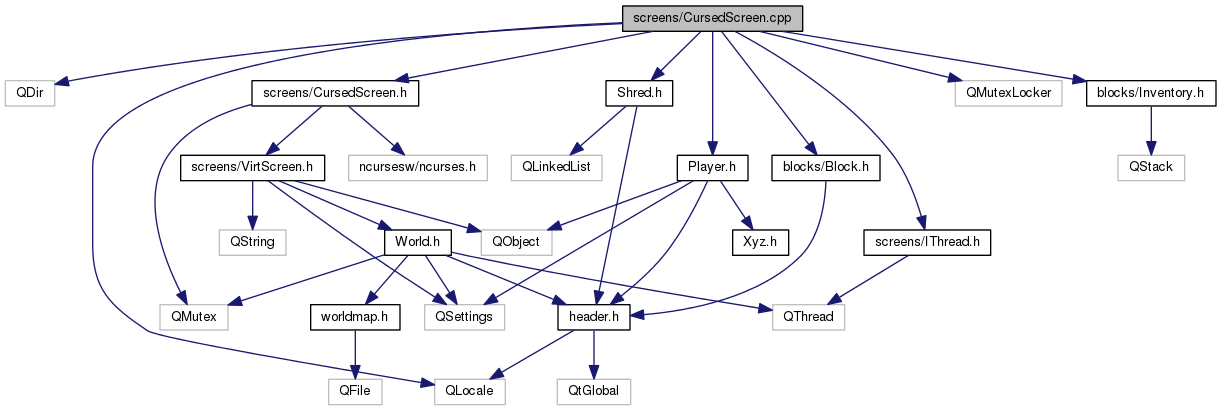 screens/CursedScreen.cpp
QDir
screens/CursedScreen.h
Shred.h
QMutexLocker
blocks/Inventory.h
screens/VirtScreen.h
ncursesw/ncurses.h
QLinkedList
Player.h
blocks/Block.h
QStack
QString
World.h
QObject
Xyz.h
screens/IThread.h
QMutex
worldmap.h
QSettings
header.h
QThread
QFile
QLocale
QtGlobal